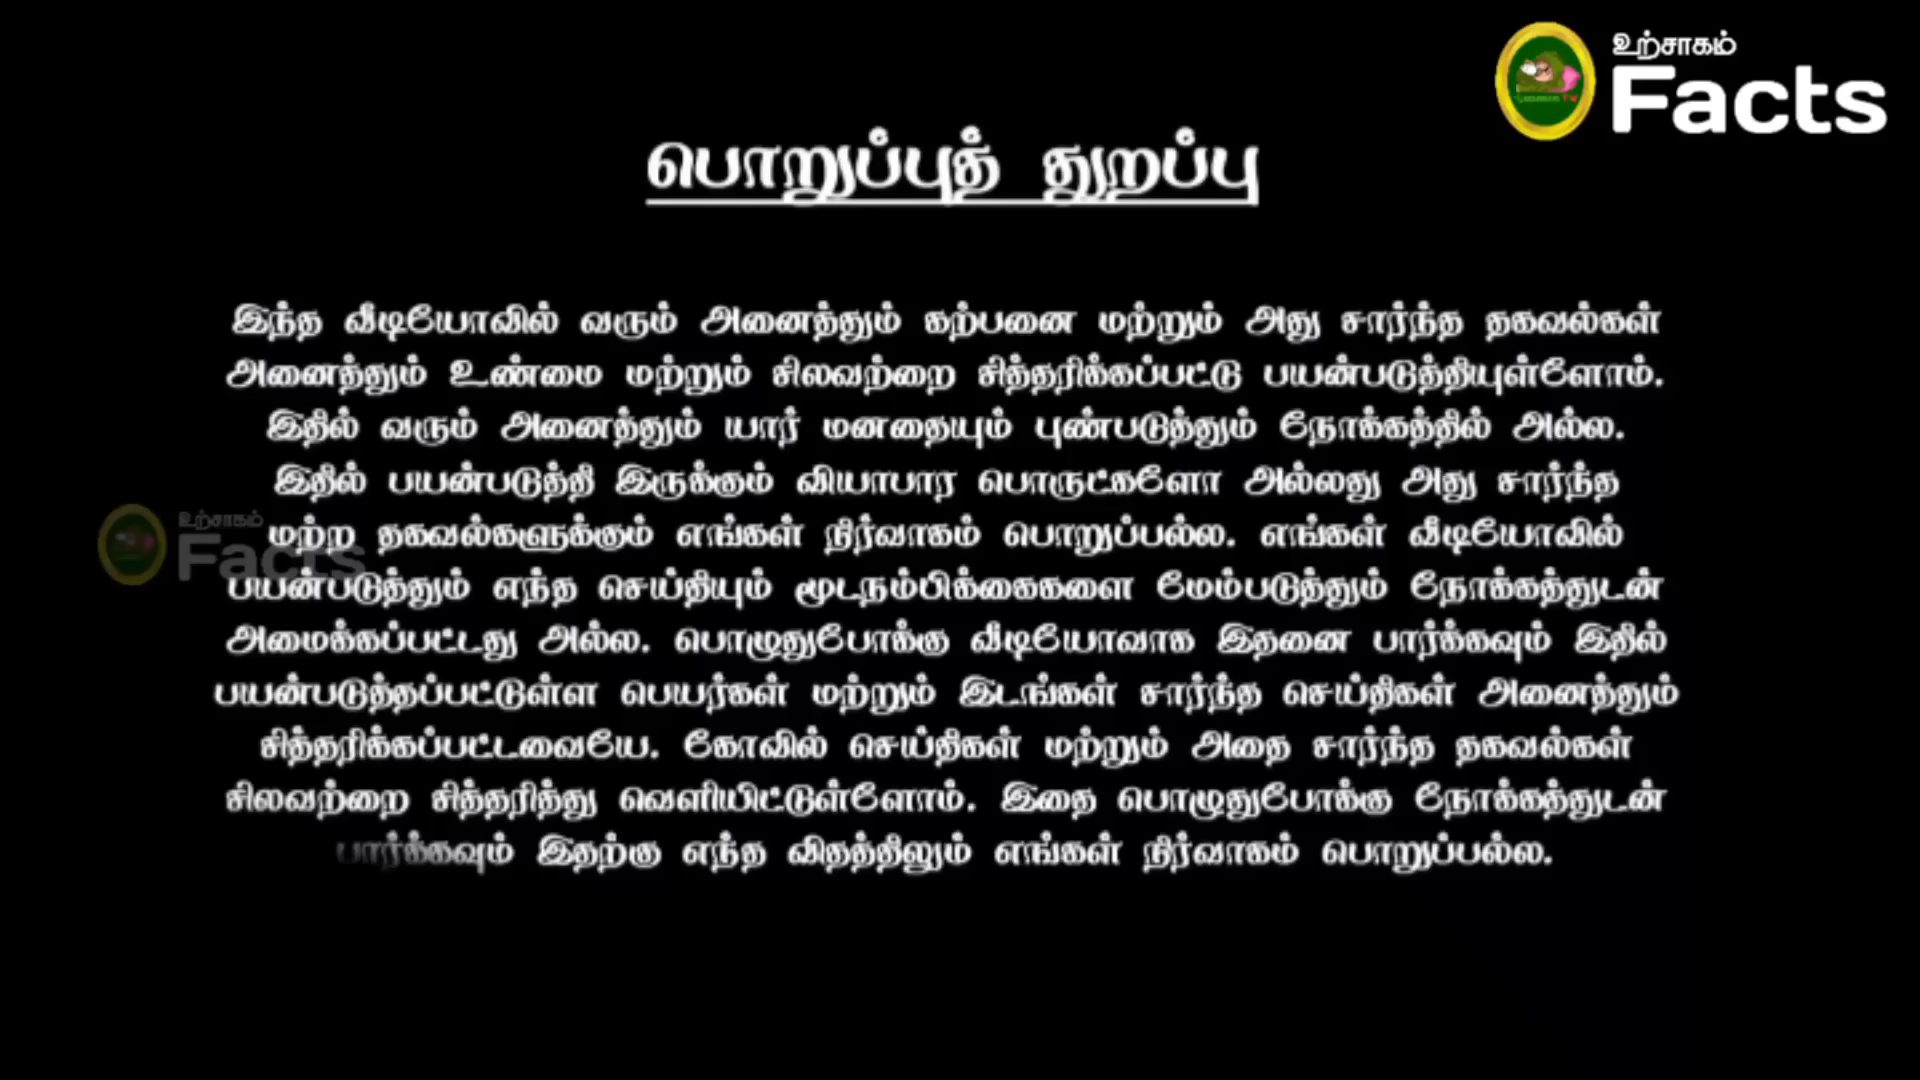 உற்சாகம்
Facts
பொறுப்புத் துறப்பு
இந்த வீடியோவில் வரும் அனைத்தும் கற்பனை மற்றும் அது சார்ந்த தகவல்கள்
அனைத்தும் உண்மை மற்றும் சிலவற்றை சித்தரிக்கப்பட்டு பயன்படுத்தியுள்ளோம்.
இதில் வரும் அனைத்தும் யார் மனதையும் புண்படுத்தும் நோக்கத்தில் அல்ல.
இதில் பயன்படுத்தி இருக்கும் வியாபார பொருட்களோ அல்லது அது சார்ந்த
மற்ற தகவல்களுக்கும் எங்கள் நிர்வாகம் பொறுப்பல்ல. எங்கள் வீடியோவில்
பயன்படுத்தும் எந்த செய்தியும் மூடநம்பிக்கைகளை மேம்படுத்தும் நோக்கத்துடன்
அமைக்கப்பட்டது அல்ல. பொழுதுபோக்கு வீடியோவாக இதனை பார்க்கவும் இதில்
பயன்படுத்தப்பட்டுள்ள பெயர்கள் மற்றும் இடங்கள் சார்ந்த செய்திகள் அனைத்தும்
சித்தரிக்கப்பட்டவையே. கோவில் செய்திகள் மற்றும் அதை சார்ந்த தகவல்கள்
சிலவற்றை சித்தரித்து வெளியிட்டுள்ளோம். இதை பொழுதுபோக்கு நோக்கத்துடன்
பார்க்கவும் இதற்கு எந்த விதத்திலும் எங்கள் நிர்வாகம் பொறுப்பல்ல.
உற்சாகம்
Facts